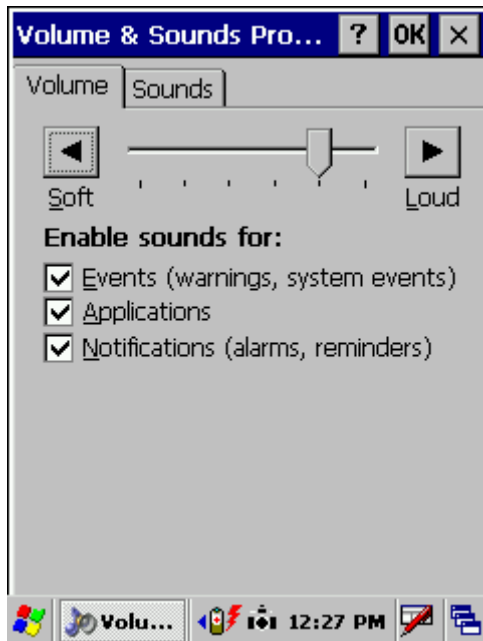 Volume & Sounds Pro... ? OK ×
Volume Sounds
Soft Loud
Enable sounds for:
Events (warnings, system events)
Applications
Notifications (alarms, reminders)
Volu... 12:27 PM